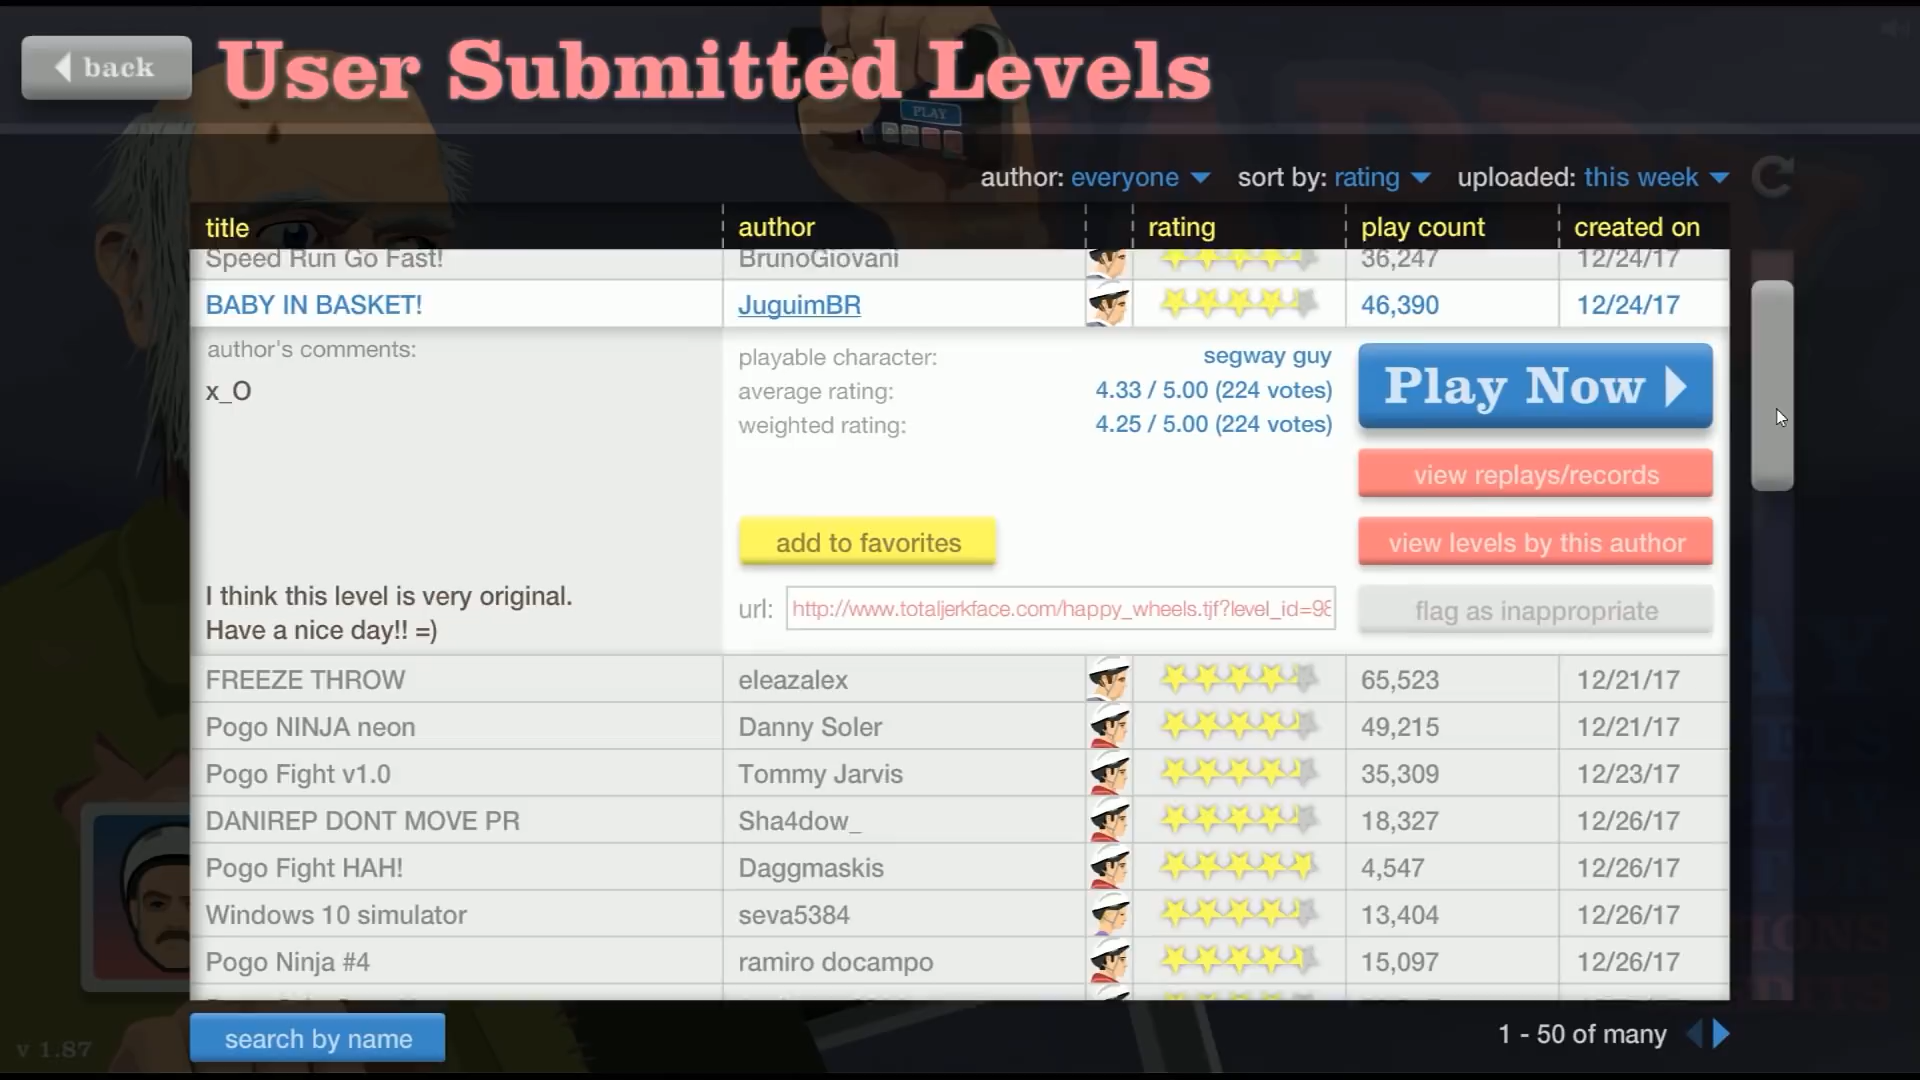 back
User Submitted Levels
PLAY
author: everyone sort by: rating uploaded: this week
title author rating play count created on
Speed Run Go Fast! BrunoGiovani 36,247 12/24/17
BABY IN BASKET! JuguimBR 46,390 12/24/17
author's comments:
x_O
I think this level is very original.
Have a nice day!! =)
playable character: segway guy
average rating: 4.33 / 5.00 (224 votes)
weighted rating: 4.25 / 5.00 (224 votes)
add to favorites
url: http://www.totaljerkface.com/happy_wheels.tjf?level_id=98
Play Now
view replays/records
view levels by this author
flag as inappropriate
FREEZE THROW eleazalex 65,523 12/21/17
Pogo NINJA neon Danny Soler 49,215 12/21/17
Pogo Fight v1.0 Tommy Jarvis 35,309 12/23/17
DANIREP DONT MOVE PR Sha4dow_ 18,327 12/26/17
Pogo Fight HAH! Daggmaskis 4,547 12/26/17
Windows 10 simulator seva5384 13,404 12/26/17
Pogo Ninja #4 ramiro docampo 15,097 12/26/17
v 1.87
search by name
1 - 50 of many